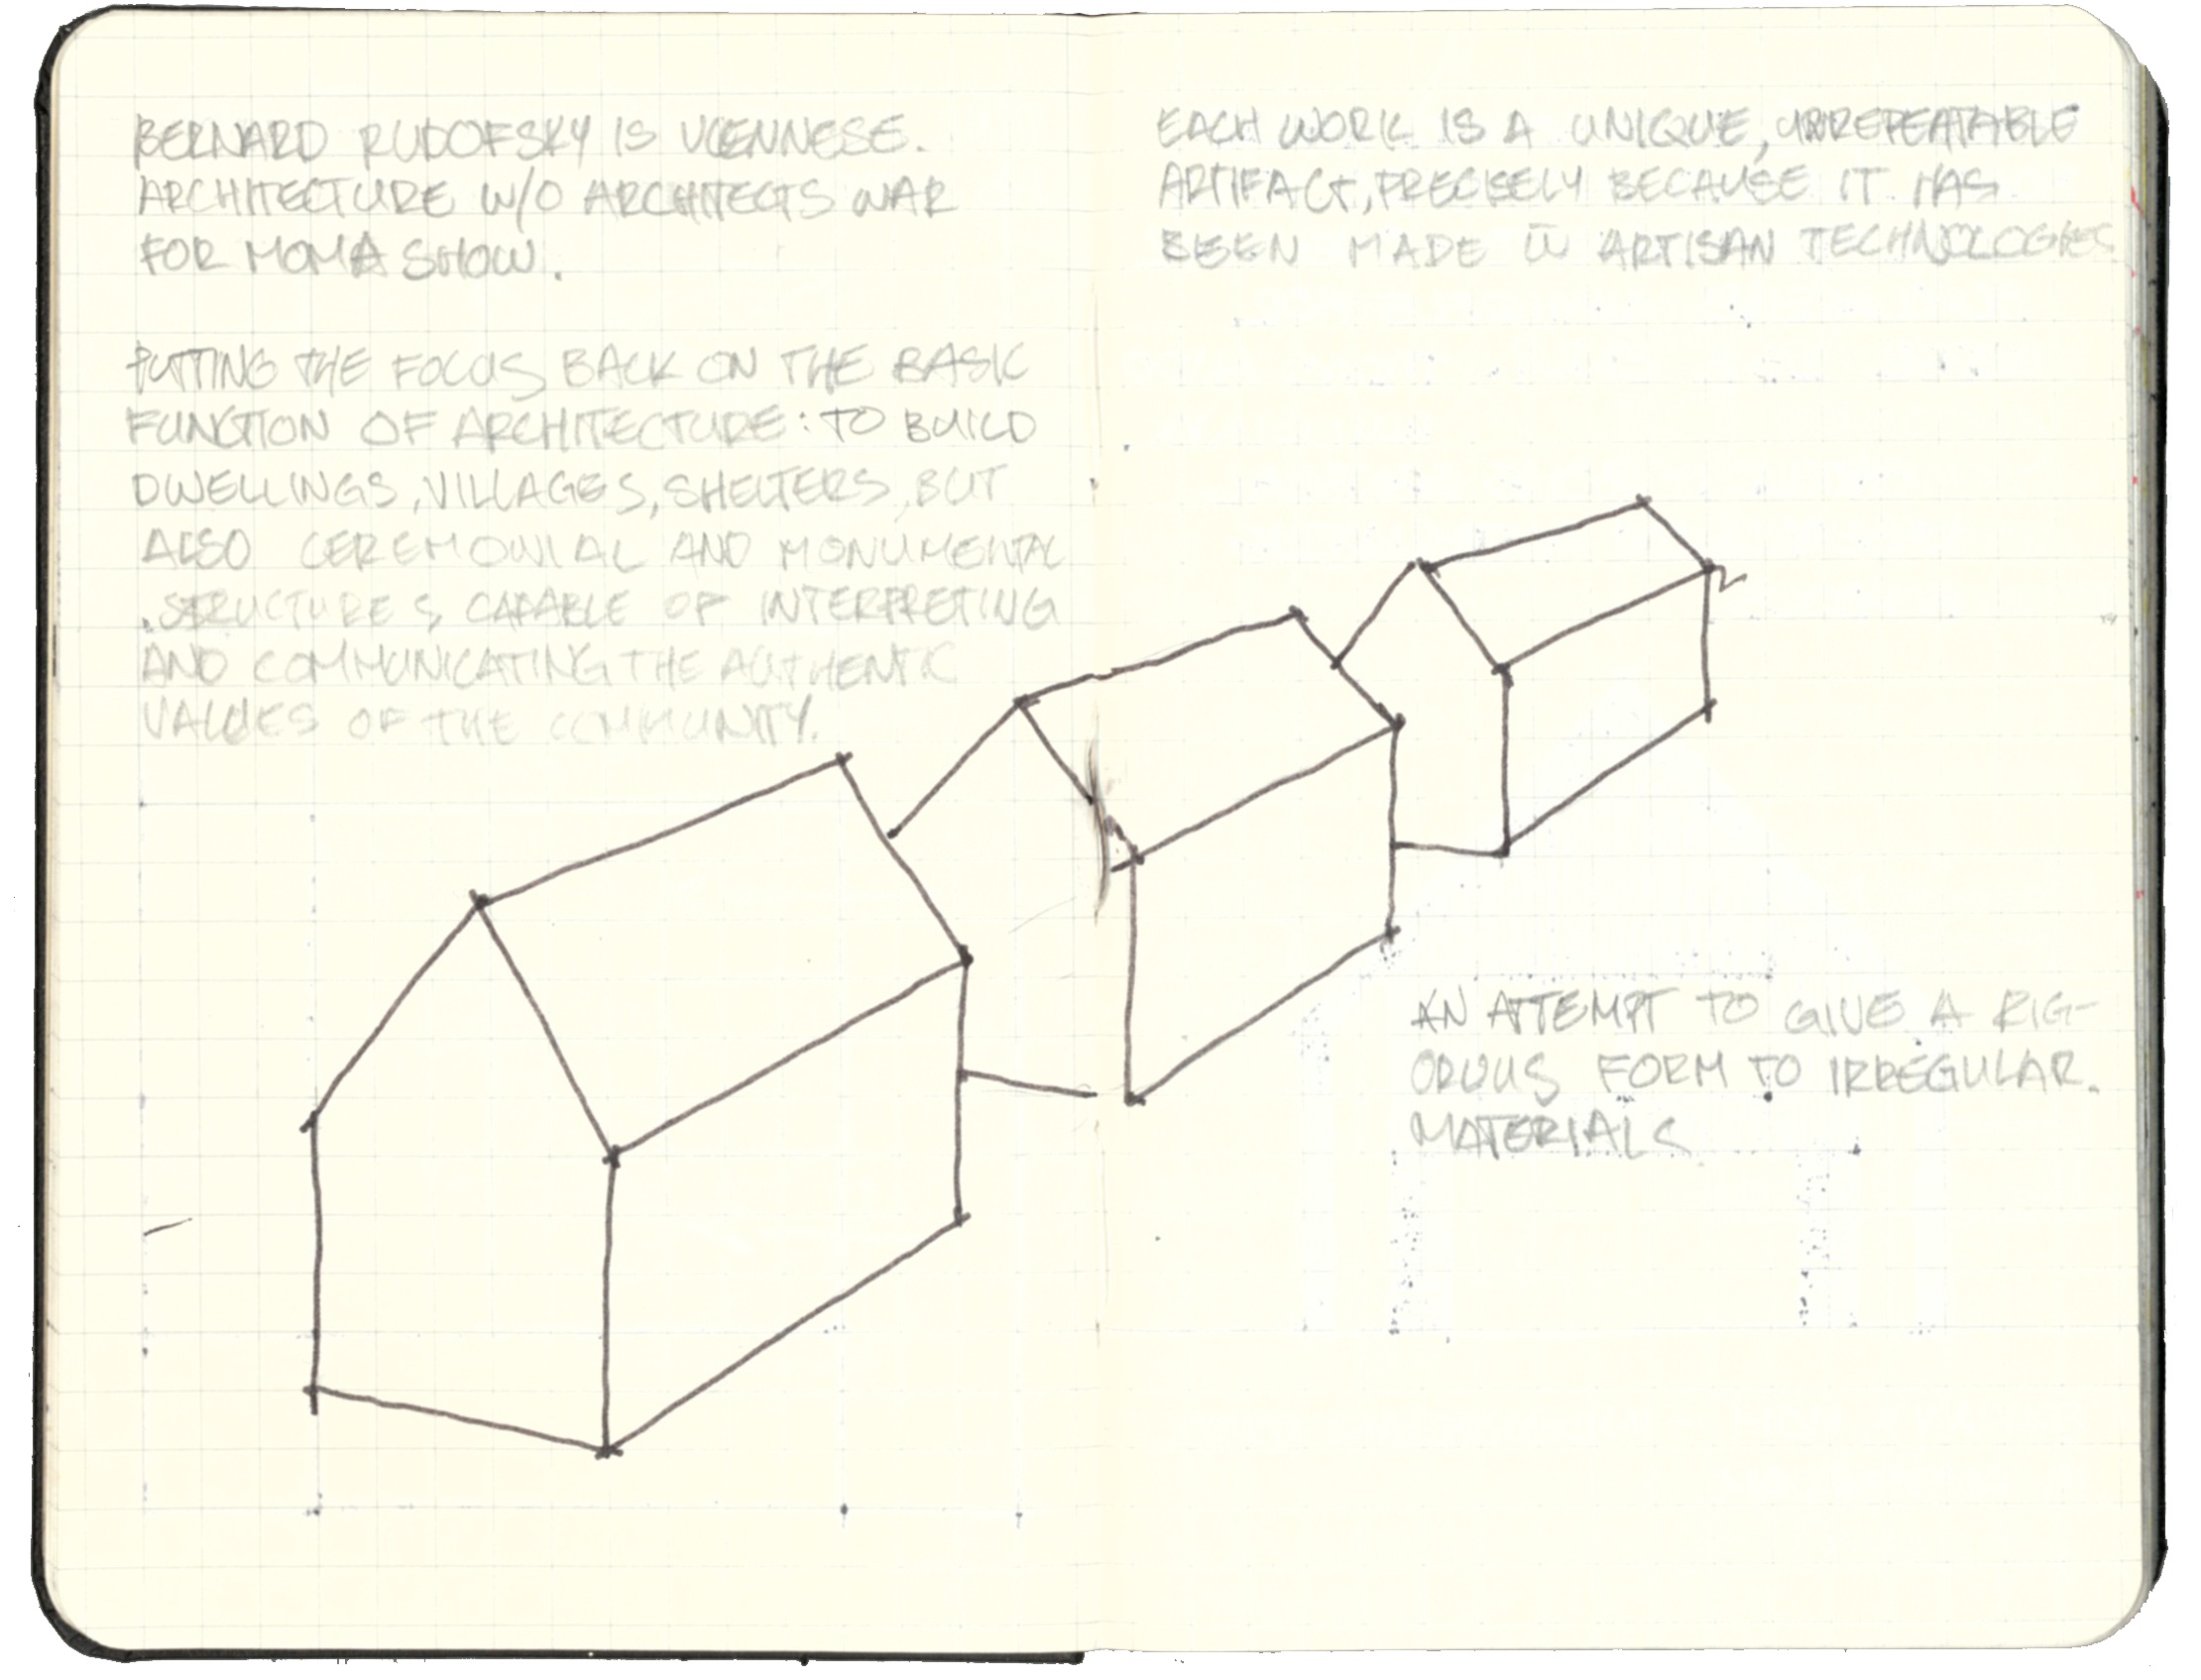 BERNARD RUDOFSKY IS VIENNESE.
ARCHITECTURE W/O ARCHITECTS WAR
FOR MOMA SHOW.
PUTTING THE FOCUS BACK ON THE BASIC
FUNCTION OF ARCHITECTURE: TO BUILD
DWELLINGS, VILLAGES, SHELTERS, BUT
ALSO CEREMONIAL AND MONUMENTAL
STRUCTURES CAPABLE OF INTERPRETING
AND COMMUNICATING THE AUTHENTIC
VALUES OF THE COMMUNITY.
EACH WORK IS A UNIQUE, UNREPEATABLE
ARTIFACT, PRECISELY BECAUSE IT HAS
BEEN MADE W ARTISAN TECHNOLOGIES
AN ATTEMPT TO GIVE A RIG-
OROUS FORM TO IRREGULAR.
MATERIALS